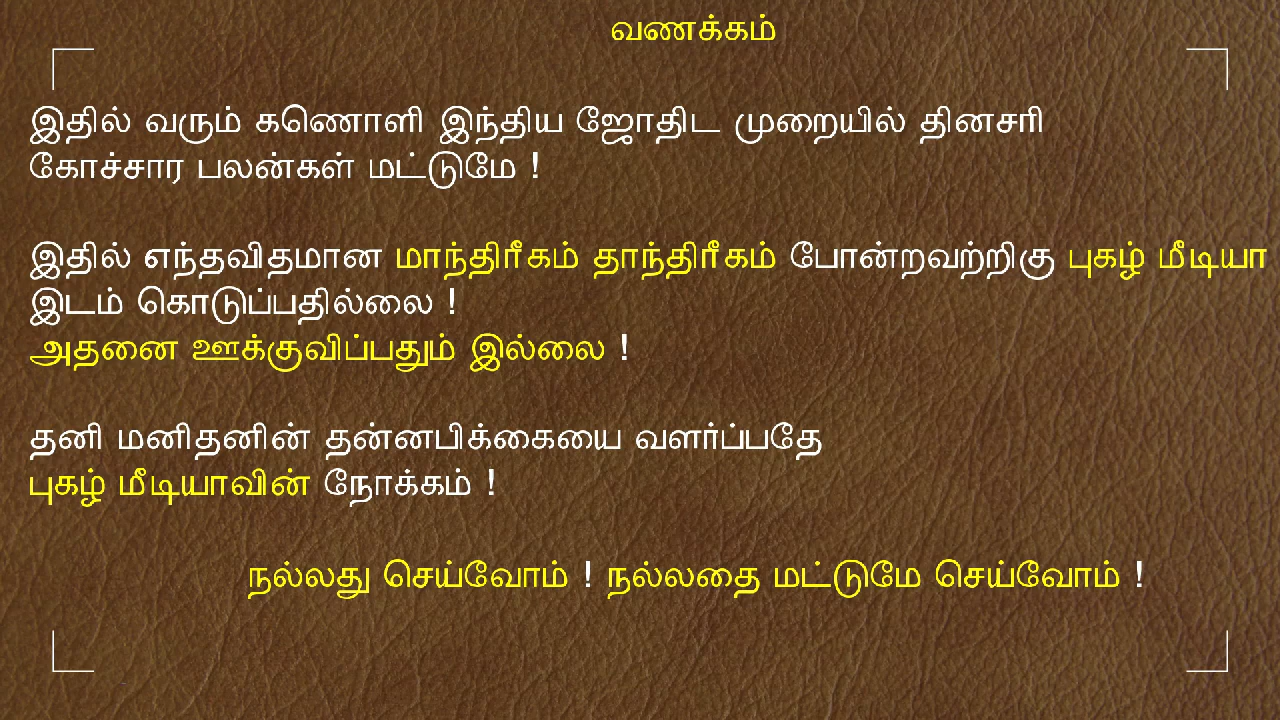 வணக்கம்
இதில் வரும் கணொளி இந்திய ஜோதிட முறையில் தினசரி
கோச்சார பலன்கள் மட்டுமே !
இதில் எந்தவிதமான மாந்திரீகம் தாந்திரீகம் போன்றவற்றிகு புகழ் மீடியா
இடம் கொடுப்பதில்லை !
அதனை ஊக்குவிப்பதும் இல்லை !
தனி மனிதனின் தன்னபிக்கையை வளர்ப்பதே
புகழ் மீடியாவின் நோக்கம் !
நல்லது செய்வோம் ! நல்லதை மட்டுமே செய்வோம் !